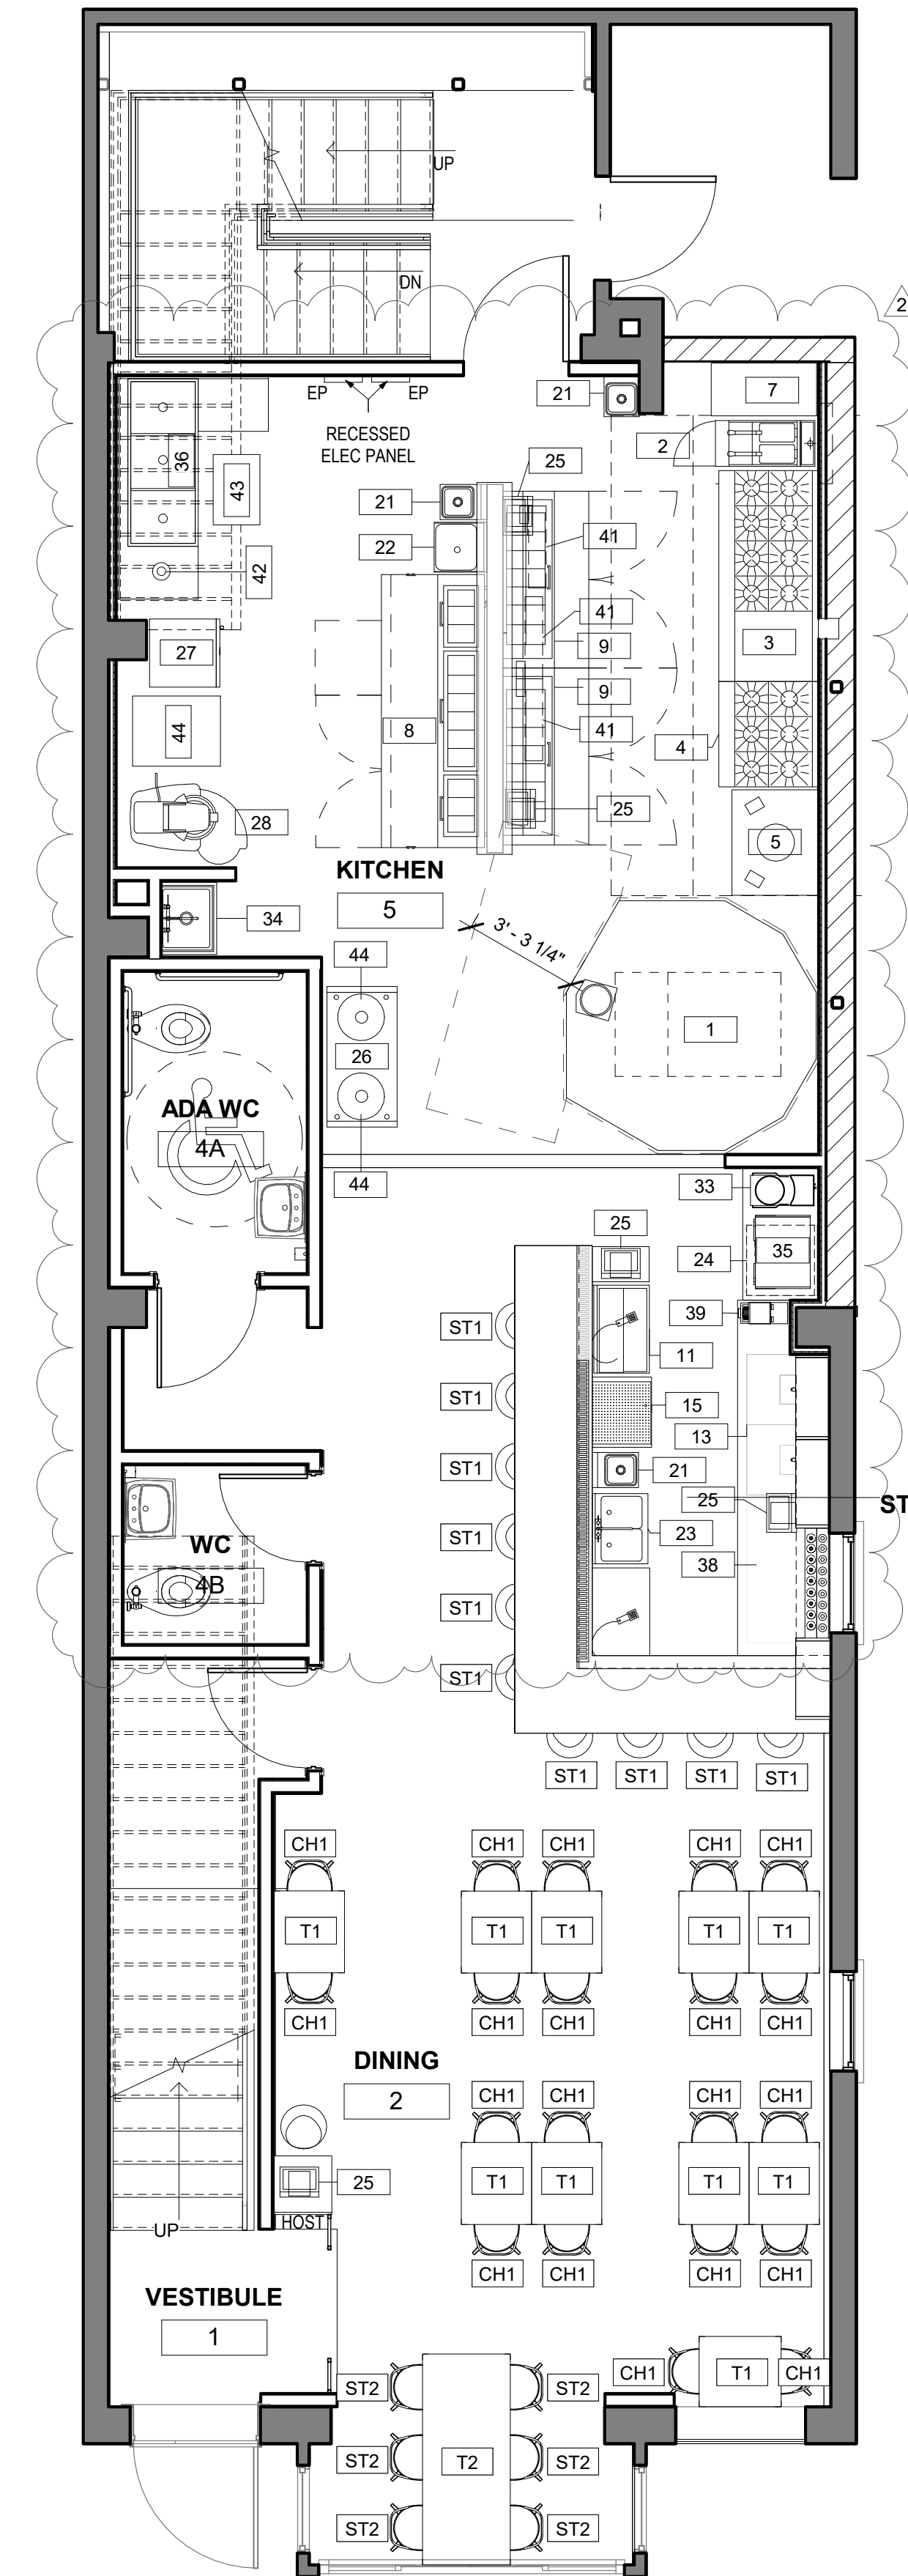 UP
DN
2
EP
EP
RECESSED
ELEC PANEL
21
7
2
36
43
25
21
41
22
42
41
27
9
3
9
44
8
41
4
28
25
5
KITCHEN
5
34
3' - 3 1/4"
44
1
26
ADA WC
4A
44
33
25
24
35
39
ST1
11
ST1
15
13
ST1
21
25
ST
ST1
23
WC
4B
38
ST1
ST1
ST1
ST1
ST1
ST1
CH1
CH1
CH1
CH1
CH1
T1
T1
T1
T1
T1
CH1
CH1
CH1
CH1
CH1
DINING
2
CH1
CH1
CH1
CH1
T1
T1
T1
T1
25
HOST
UP
CH1
CH1
CH1
CH1
VESTIBULE
1
CH1
T1
CH1
ST2
ST2
ST2
T2
ST2
ST2
ST2